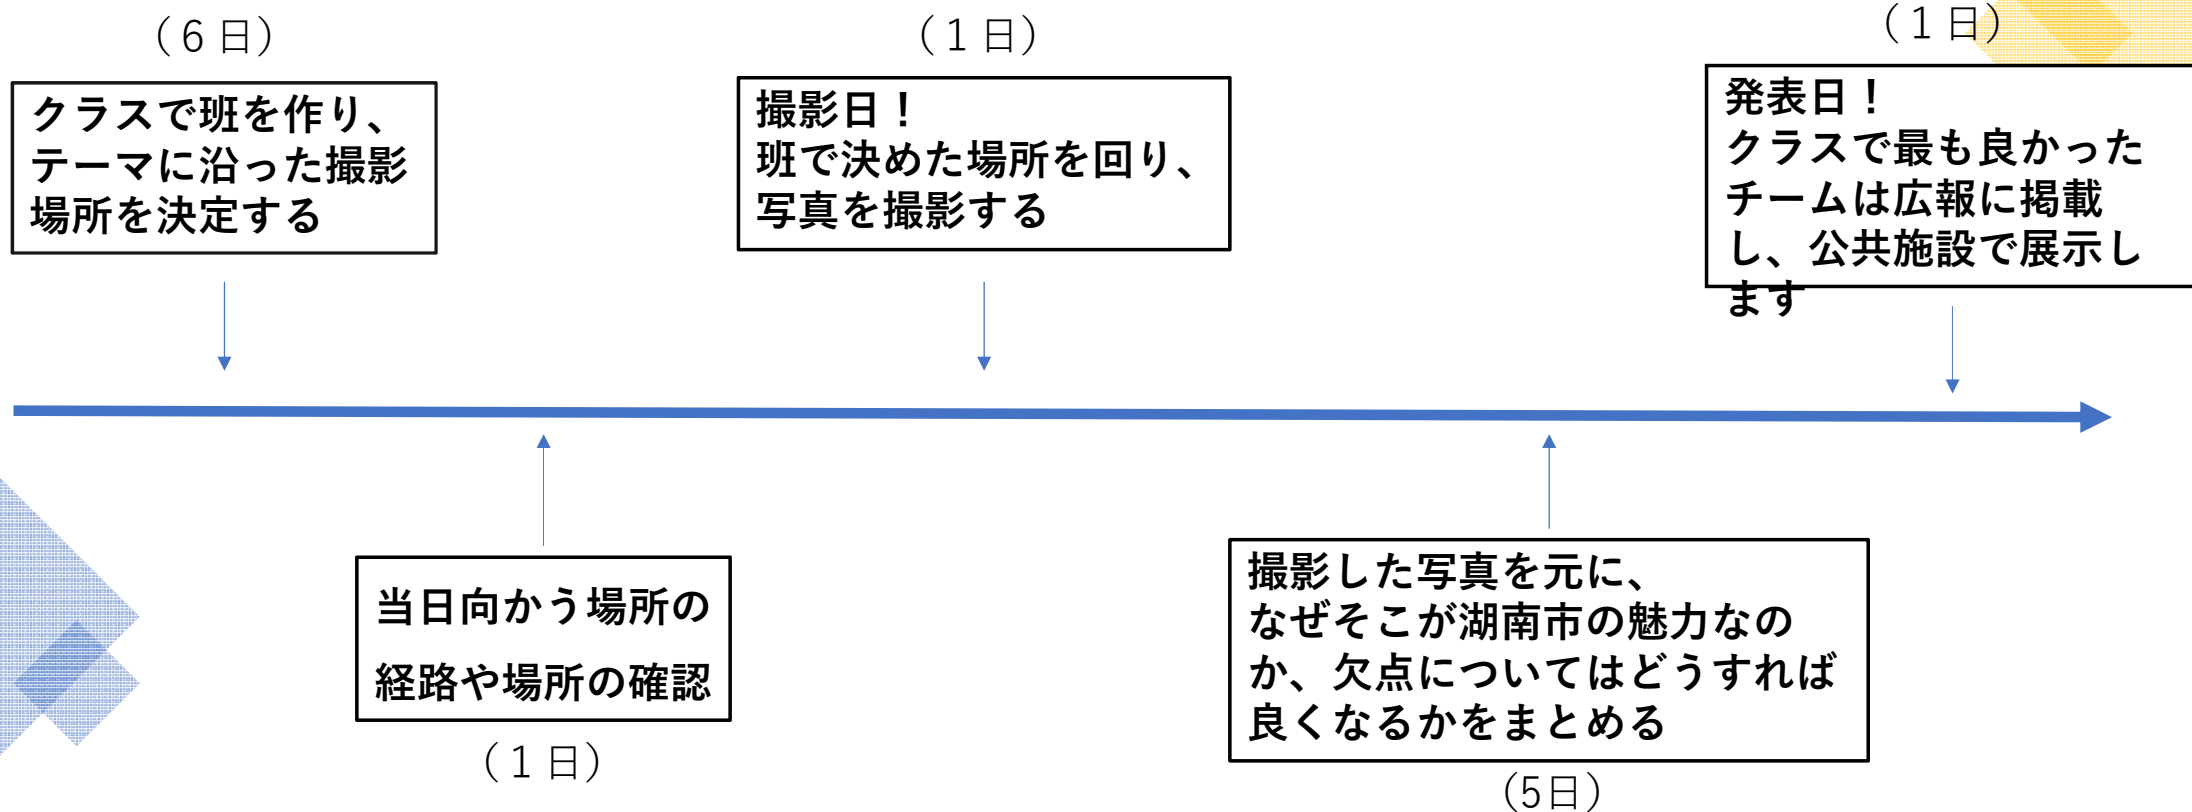 （6日）
クラスで班を作り、
テーマに沿った撮影
場所を決定する
当日向かう場所の
経路や場所の確認
（1日）
（1日）
撮影日！
班で決めた場所を回り、
写真を撮影する
撮影した写真を元に、
なぜそこが湖南市の魅力なの
か、欠点についてはどうすれば
良くなるかをまとめる
（5日）
（1日）
発表日！
クラスで最も良かった
チームは広報に掲載
し、公共施設で展示し
ます